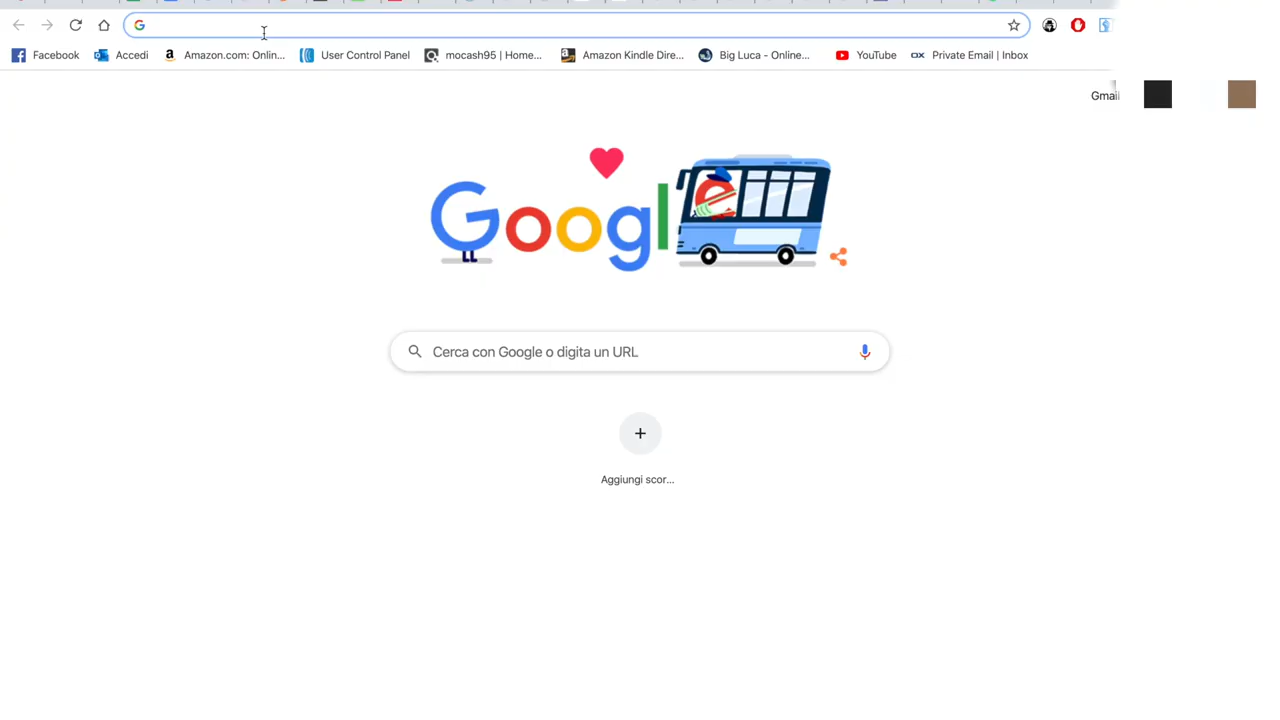 Facebook Accedi Amazon.com: Onlin... User Control Panel mocash95 | Home... Amazon Kindle Dire... Big Luca - Online... YouTube Private Email | Inbox
Gmail
Google
Cerca con Google o digita un URL
Aggiungi scor...